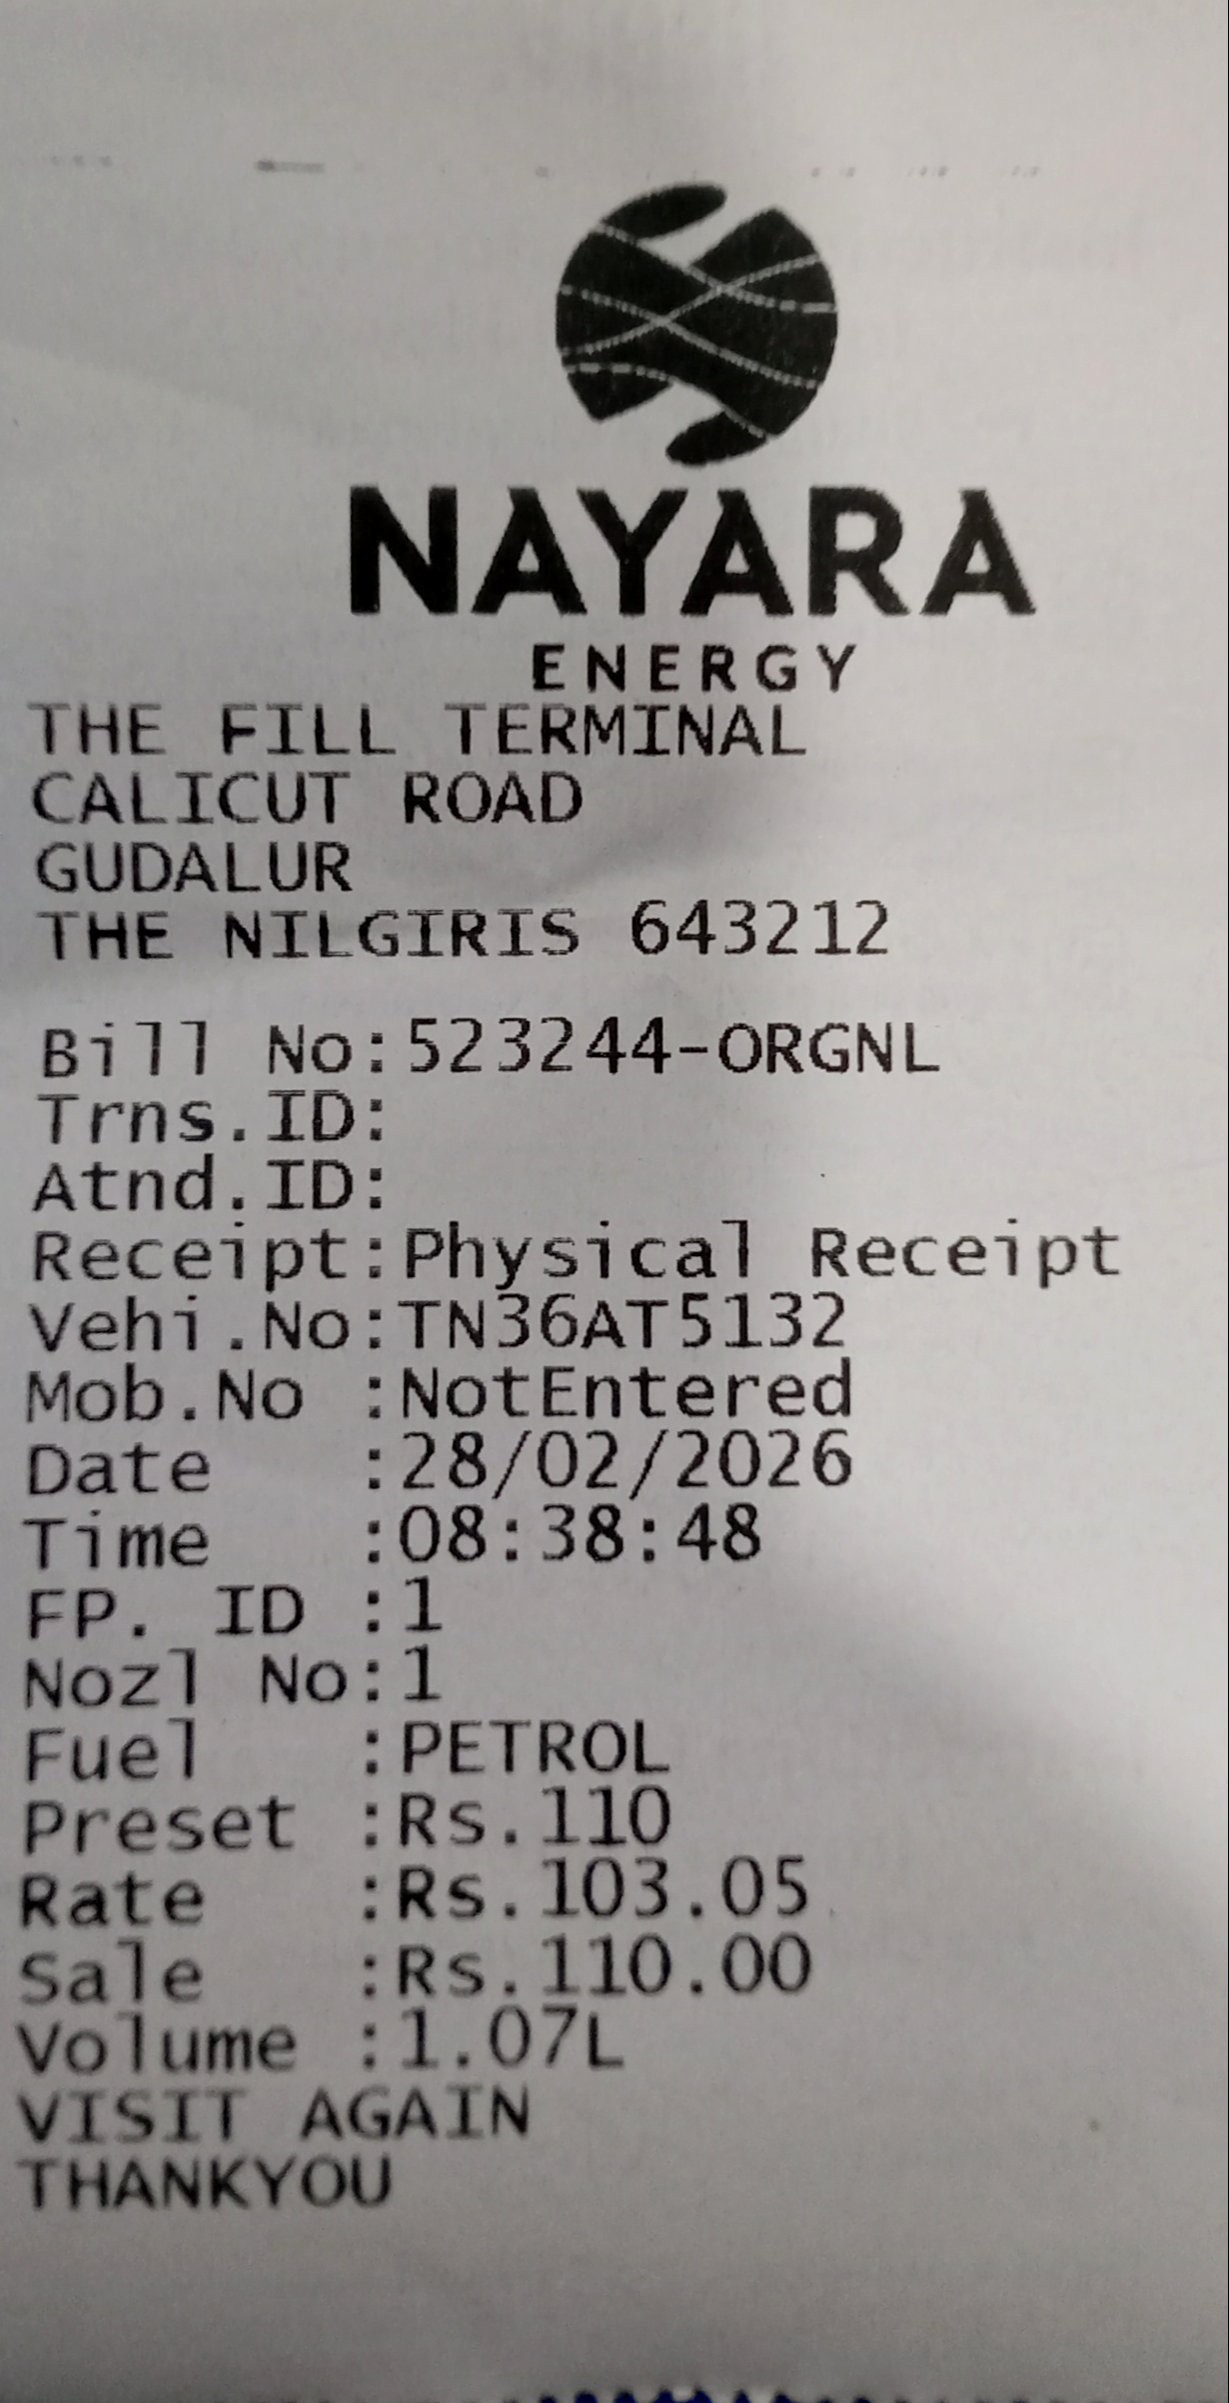 NAYARA
ENERGY
THE FILL TERMINAL
CALICUT ROAD
GUDALUR
THE NILGIRIS 643212
Bill No:523244-ORGNL
Trns.ID:
Atnd.ID:
Receipt:Physical Receipt
Vehi.No:TN36AT5132
Mob.No :NotEntered
Date   :28/02/2026
Time   :08:38:48
FP. ID :1
Nozl No:1
Fuel   :PETROL
Preset :Rs.110
Rate   :Rs.103.05
Sale   :Rs.110.00
Volume :1.07L
VISIT AGAIN
THANKYOU